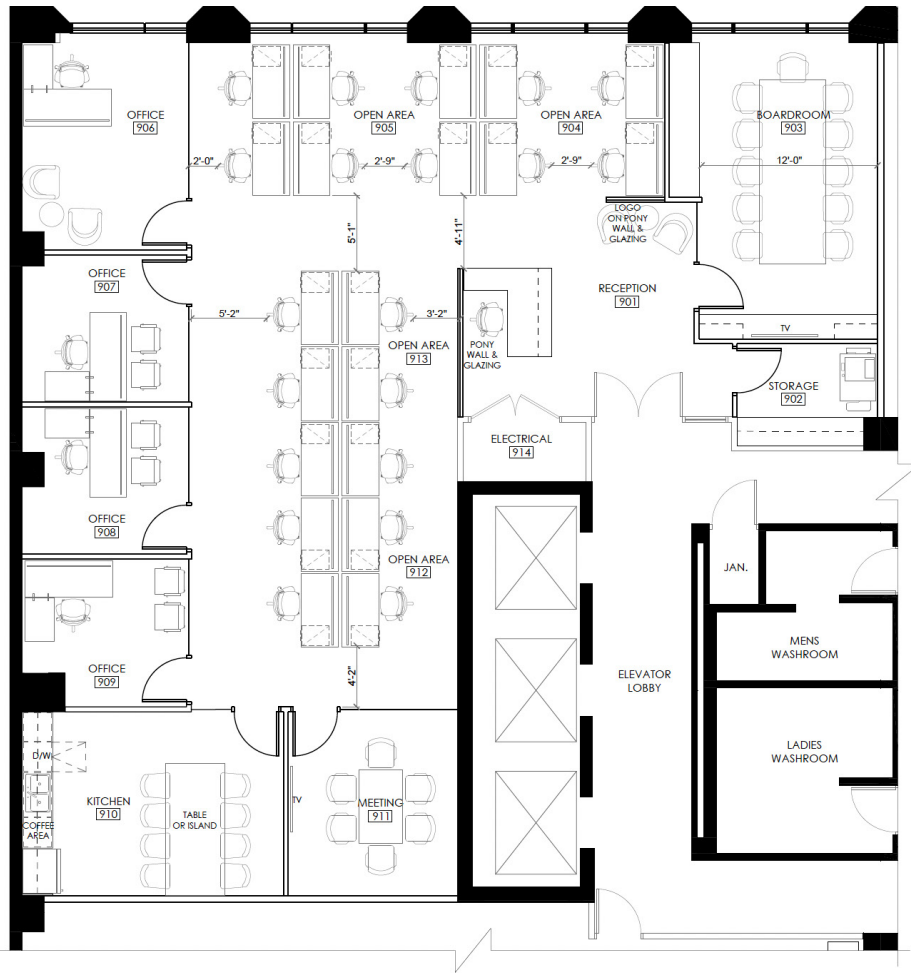 OFFICE
906
OPEN AREA
905
OPEN AREA
904
BOARDROOM
903
2'-0"
2'-9"
2'-9"
12'-0"
LOGO
ON PONY
WALL &
GLAZING
5'-1"
4'-11"
OFFICE
907
RECEPTION
901
5'-2"
3'-2"
TV
OPEN AREA
913
PONY
WALL &
GLAZING
STORAGE
902
ELECTRICAL
914
OFFICE
908
OPEN AREA
912
JAN.
MENS
WASHROOM
OFFICE
909
4'-2"
ELEVATOR
LOBBY
LADIES
WASHROOM
D/W
KITCHEN
910
TABLE
OR ISLAND
TV
MEETING
911
COFFEE
AREA